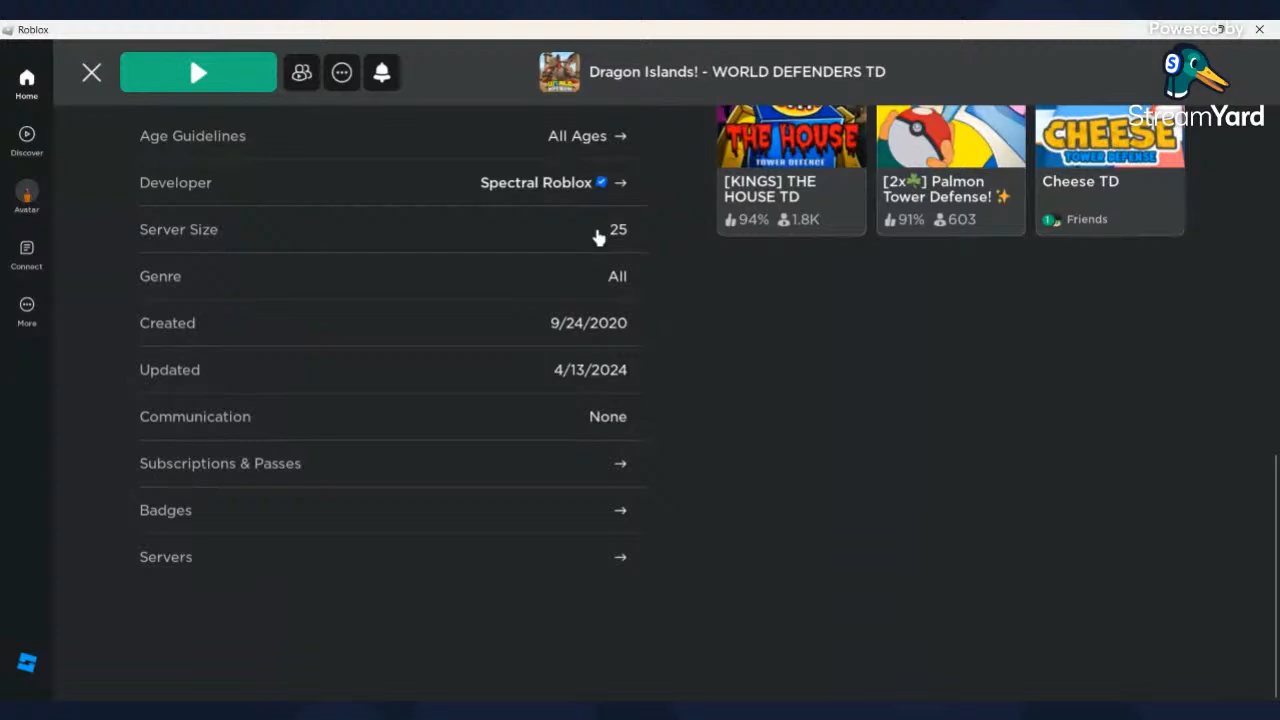 Roblox
Powered by
StreamYard
Dragon Islands! - WORLD DEFENDERS TD
Home
Discover
Avatar
Connect
More
Age Guidelines All Ages →
Developer Spectral Roblox →
Server Size 25
Genre All
Created 9/24/2020
Updated 4/13/2024
Communication None
Subscriptions & Passes →
Badges →
Servers →
THE HOUSE
TOWER DEFENCE
[KINGS] THE
HOUSE TD
94% 1.8K
[2x☘️] Palmon
Tower Defense! ✨
91% 603
CHEESE
TOWER DEFENSE
Cheese TD
1 Friends